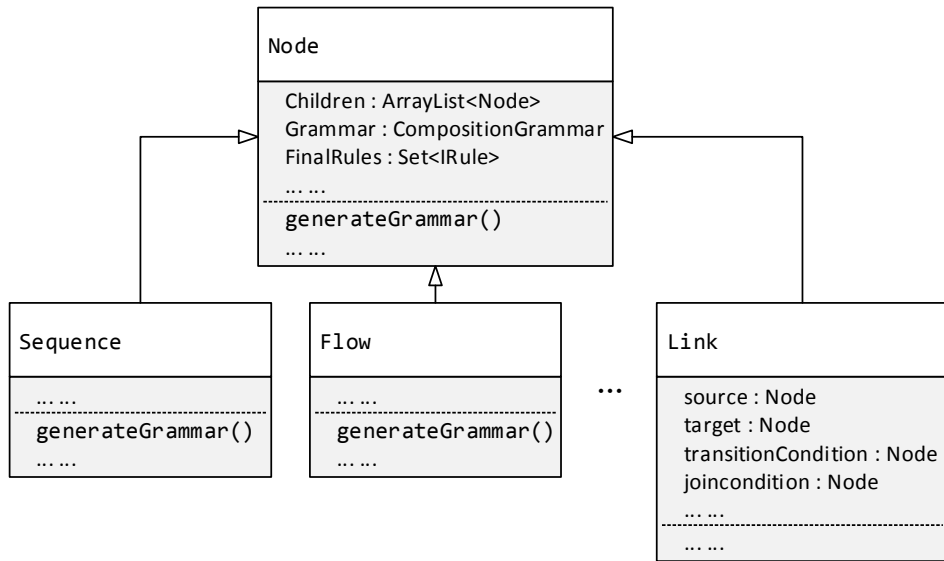 Node
Children : ArrayList<Node>
Grammar : CompositionGrammar
FinalRules : Set<IRule>
... ...
generateGrammar()
... ...
Sequence
... ...
generateGrammar()
... ...
Flow
... ...
generateGrammar()
... ...
...
Link
source : Node
target : Node
transitionCondition : Node
joincondition : Node
... ...
... ...